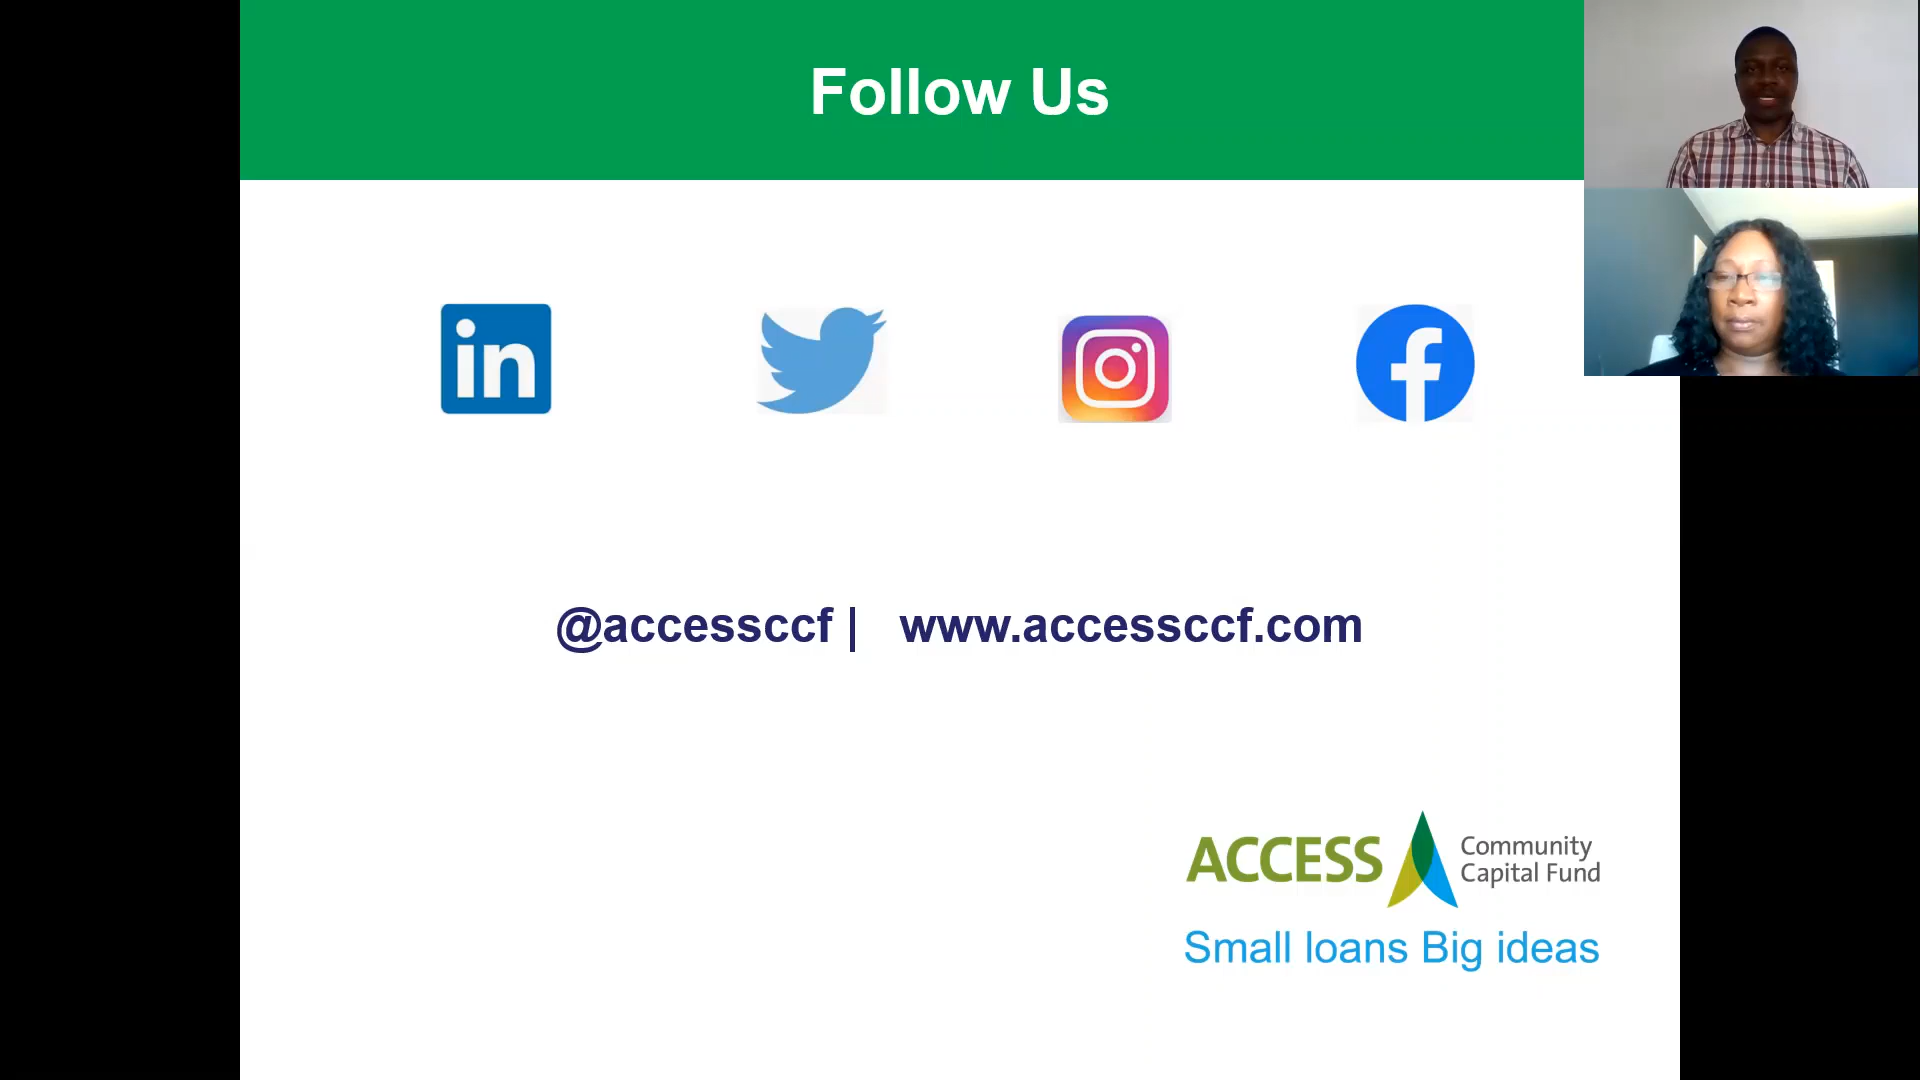 Follow Us
in
@accessccf | www.accessccf.com
ACCESS
Community
Capital Fund
Small loans Big ideas